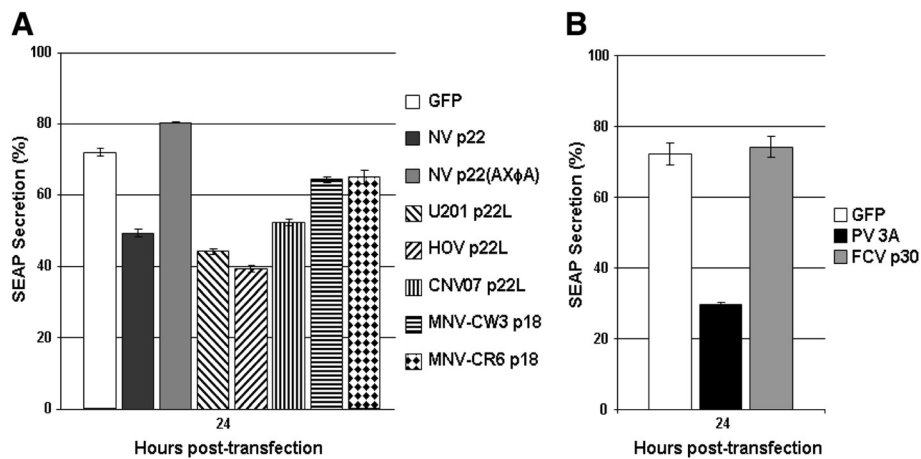 A
SEAP Secretion (%)
100
80
60
40
20
0
24
Hours post-transfection
GFP
NV p22
NV p22(AXɸA)
U201 p22L
HOV p22L
CNV07 p22L
MNV-CW3 p18
MNV-CR6 p18
B
SEAP Secretion (%)
100
80
60
40
20
0
24
Hours post-transfection
GFP
PV 3A
FCV p30